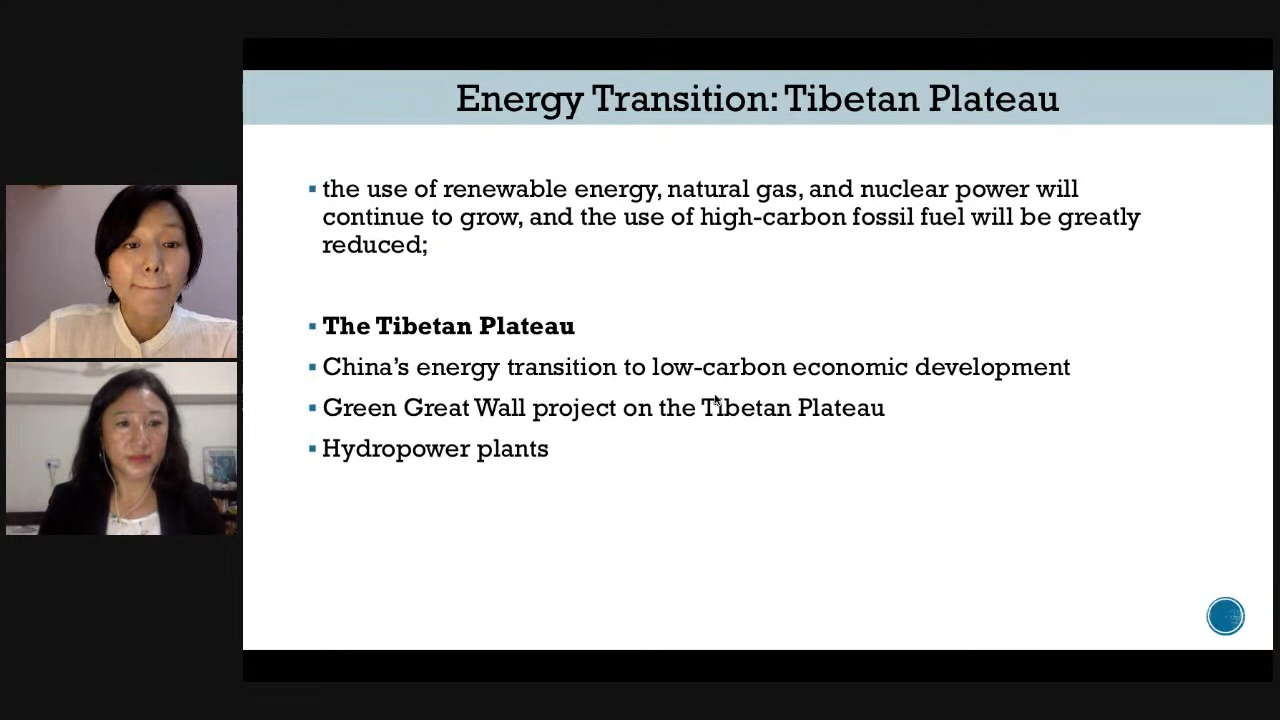 Energy Transition: Tibetan Plateau
the use of renewable energy, natural gas, and nuclear power will
continue to grow, and the use of high-carbon fossil fuel will be greatly
reduced;
The Tibetan Plateau
China’s energy transition to low-carbon economic development
Green Great Wall project on the Tibetan Plateau
Hydropower plants